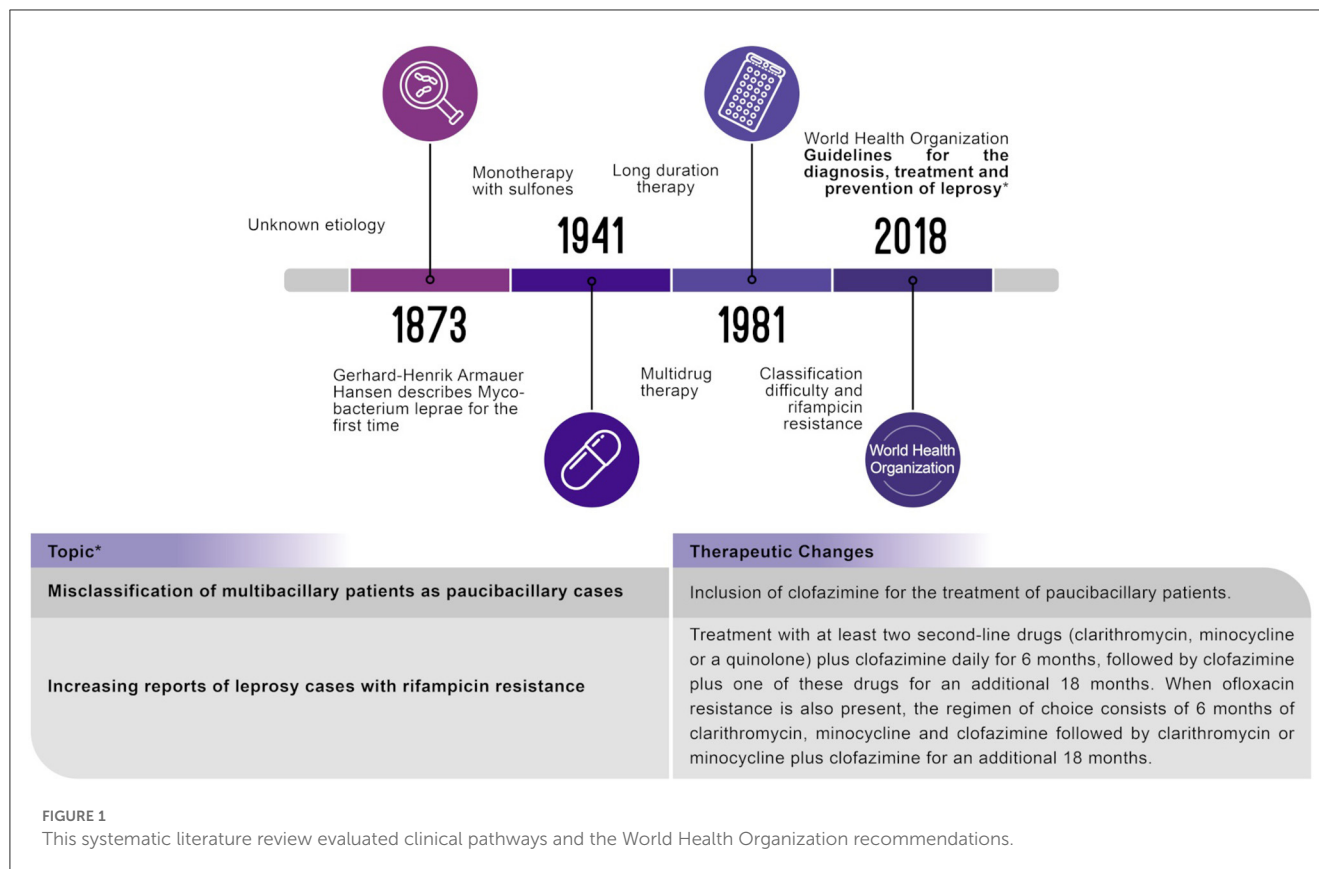 Unknown etiology
1873
Gerhard-Henrik Armauer
Hansen describes Myco-
bacterium leprae for the
first time
Monotherapy
with sulfones
1941
Multidrug
therapy
Long duration
therapy
1981
Classification
difficulty and
rifampicin
resistance
World Health Organization
Guidelines for the
diagnosis, treatment and
prevention of leprosy*
2018
World Health
Organization
Topic*
Therapeutic Changes
Misclassification of multibacillary patients as paucibacillary cases
Inclusion of clofazimine for the treatment of paucibacillary patients.
Increasing reports of leprosy cases with rifampicin resistance
Treatment with at least two second-line drugs (clarithromycin, minocycline
or a quinolone) plus clofazimine daily for 6 months, followed by clofazimine
plus one of these drugs for an additional 18 months. When ofloxacin
resistance is also present, the regimen of choice consists of 6 months of
clarithromycin, minocycline and clofazimine followed by clarithromycin or
minocycline plus clofazimine for an additional 18 months.
FIGURE 1
This systematic literature review evaluated clinical pathways and the World Health Organization recommendations.